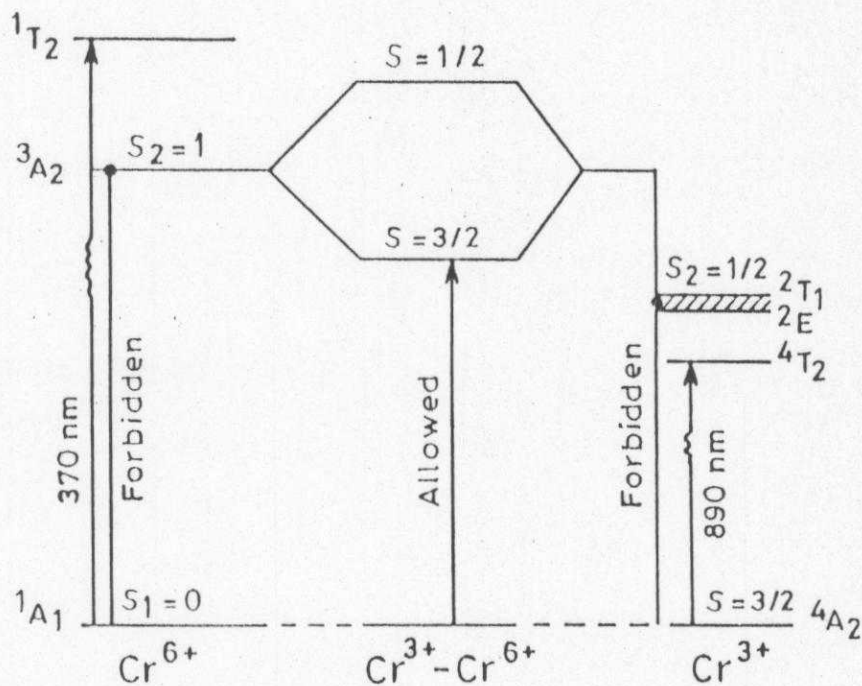 ¹T₂
S = 1/2
³A₂
S₂ = 1
S = 3/2
S₂ = 1/2
²T₁
²E
⁴T₂
370 nm
Forbidden
Allowed
Forbidden
890 nm
¹A₁
S₁ = 0
S = 3/2
⁴A₂
Cr⁶⁺
Cr³⁺ – Cr⁶⁺
Cr³⁺